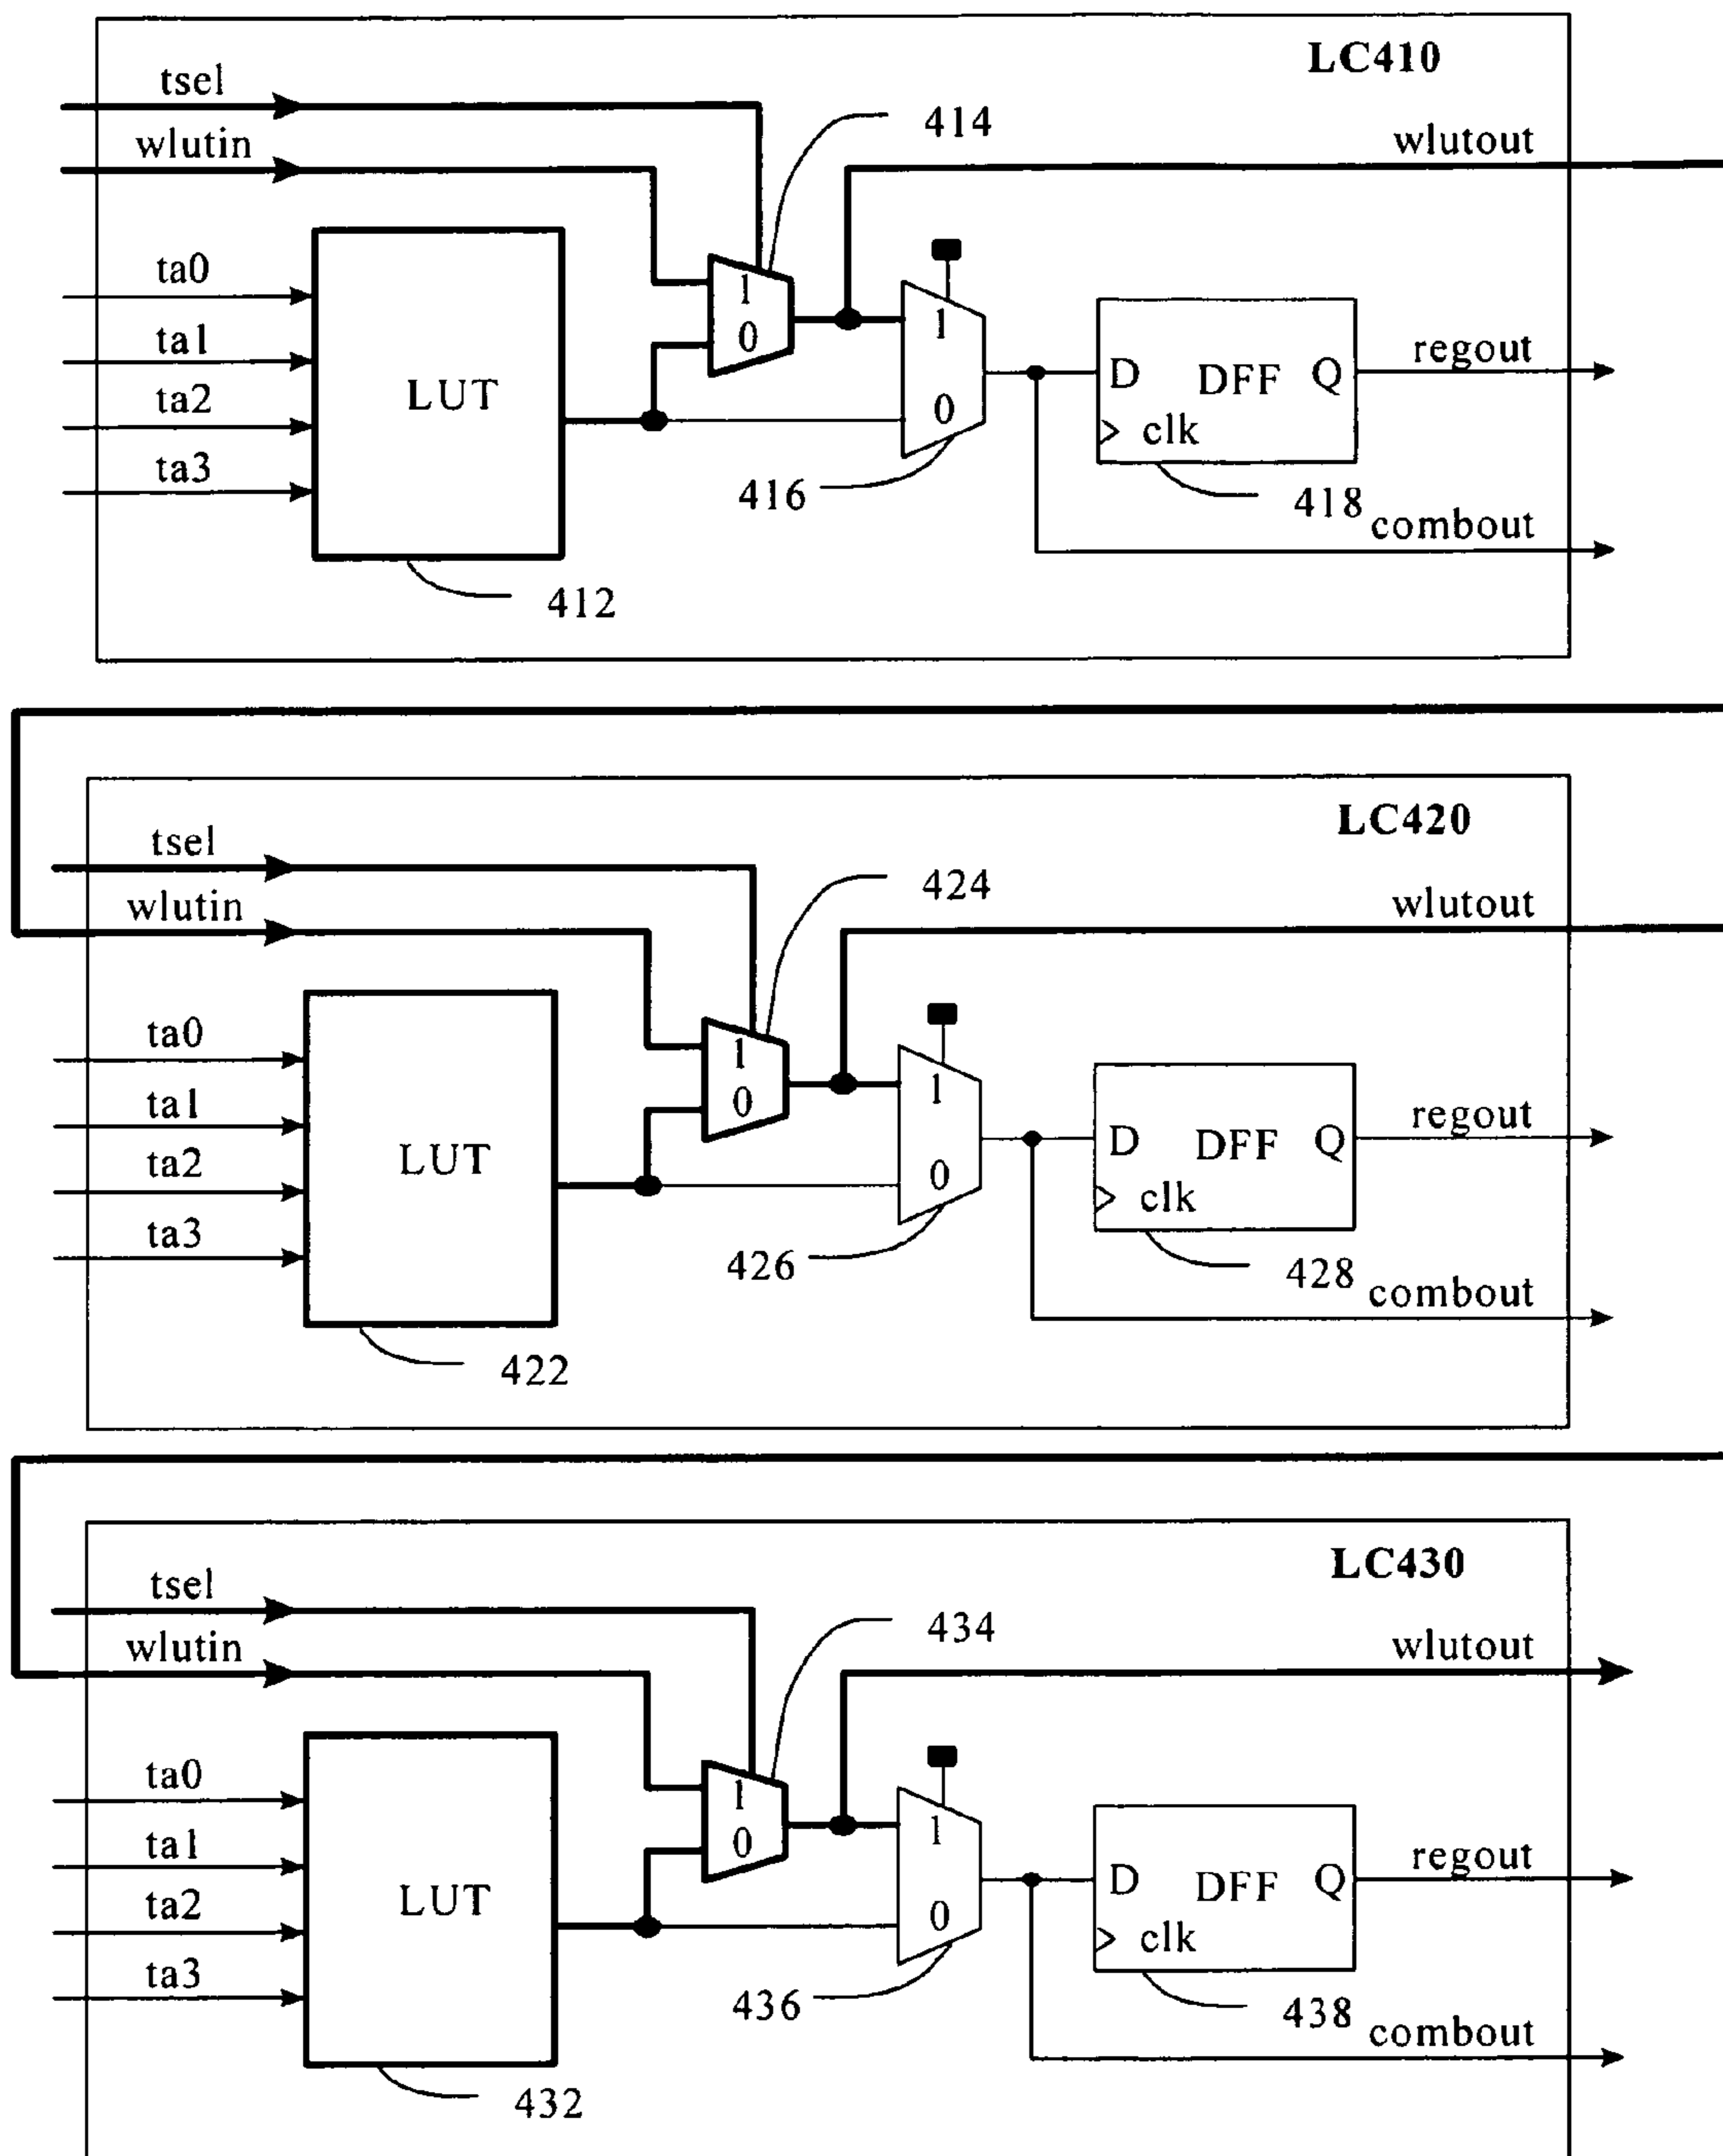 LC410
tsel
414
wlutin
wlutout
ta0
1
1
ta1
0
regout
ta2
LUT
0
D DFF Q
clk
ta3
416
418
combout
412
LC420
tsel
424
wlutin
wlutout
ta0
1
1
ta1
0
regout
ta2
LUT
0
D DFF Q
clk
ta3
426
428
combout
422
LC430
tsel
434
wlutin
wlutout
ta0
1
1
ta1
0
regout
ta2
LUT
0
D DFF Q
clk
ta3
436
438
combout
432